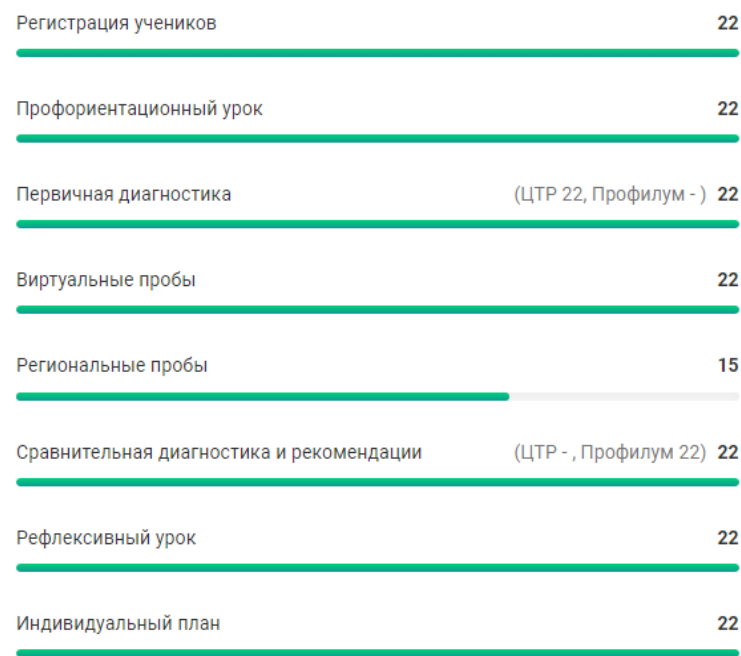 Регистрация учеников 22
Профориентационный урок 22
Первичная диагностика (ЦТР 22, Профилум - ) 22
Виртуальные пробы 22
Региональные пробы 15
Сравнительная диагностика и рекомендации (ЦТР - , Профилум 22) 22
Рефлексивный урок 22
Индивидуальный план 22